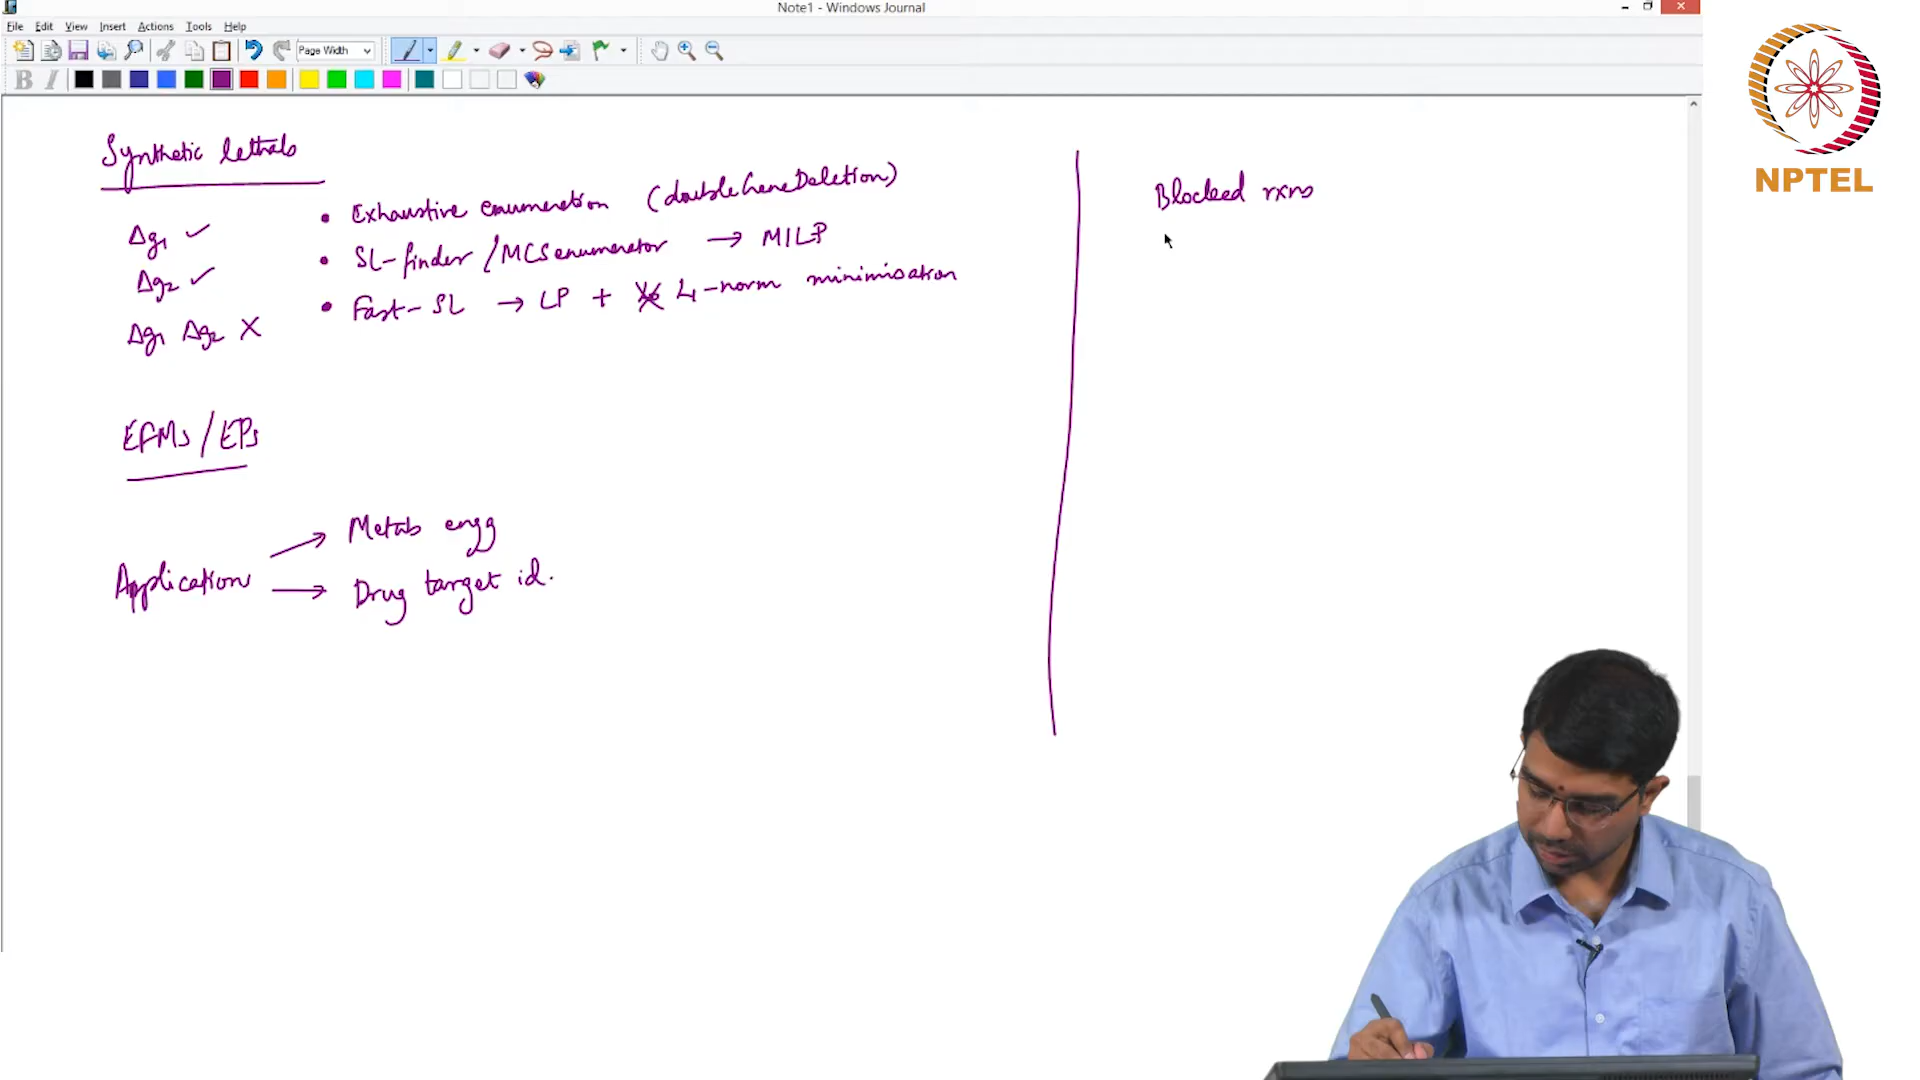 Note1 - Windows Journal
File Edit View Insert Actions Tools Help
Page Width
B I
NPTEL
Synthetic lethals
Δg1 ✓
Δg2 ✓
Δg1 Δg2 X
• Exhaustive enumeration (doubleGeneDeletion)
• SL-finder / MCSenumerator → MILP
• Fast-SL → LP + L1-norm minimisation
EFMs / EPs
Applications → Metab engg
→ Drug target id.
Blocked rxns